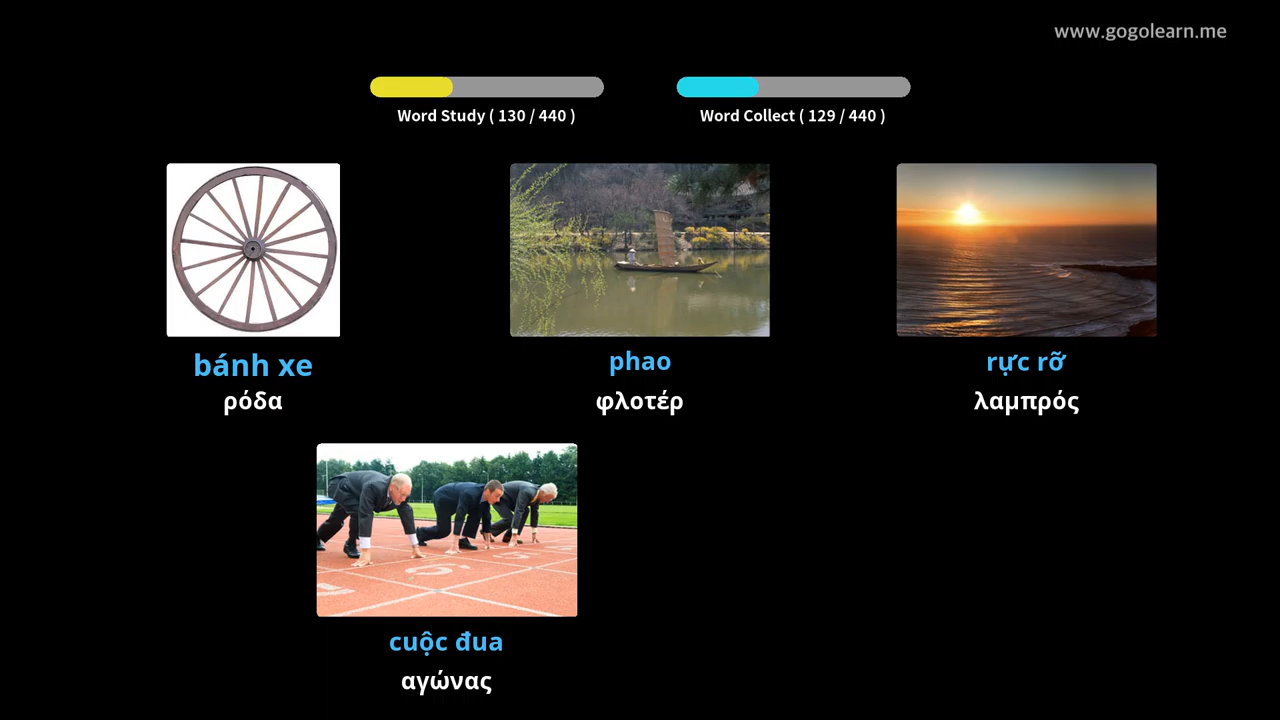 www.gogolearn.me
Word Study ( 130 / 440 )
Word Collect ( 129 / 440 )
bánh xe
ρόδα
phao
φλοτέρ
rực rỡ
λαμπρός
cuộc đua
αγώνας